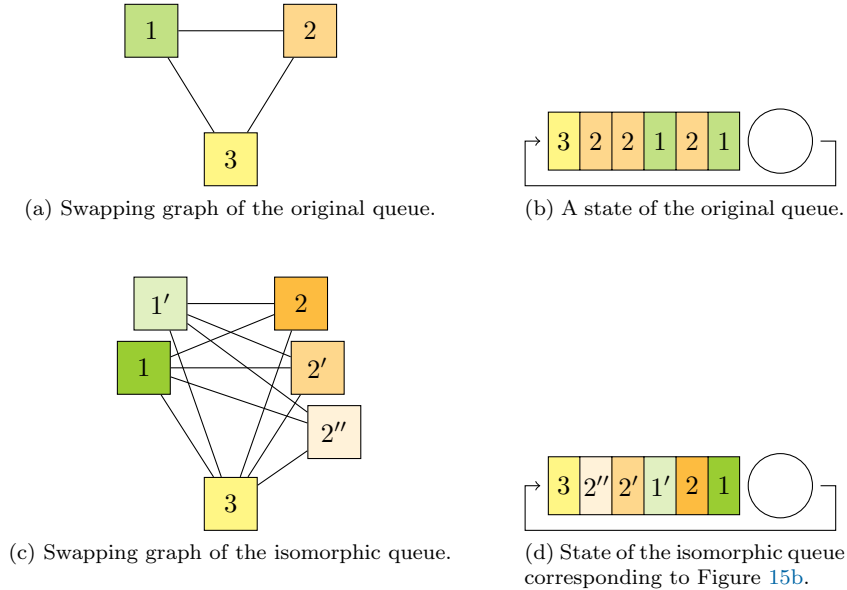 1 2
3
(a) Swapping graph of the original queue.
3 2 2 1 2 1
(b) A state of the original queue.
1′ 2
1 2′
2″
3
(c) Swapping graph of the isomorphic queue.
3 2″ 2′ 1′ 2 1
(d) State of the isomorphic queue
corresponding to Figure 15b.